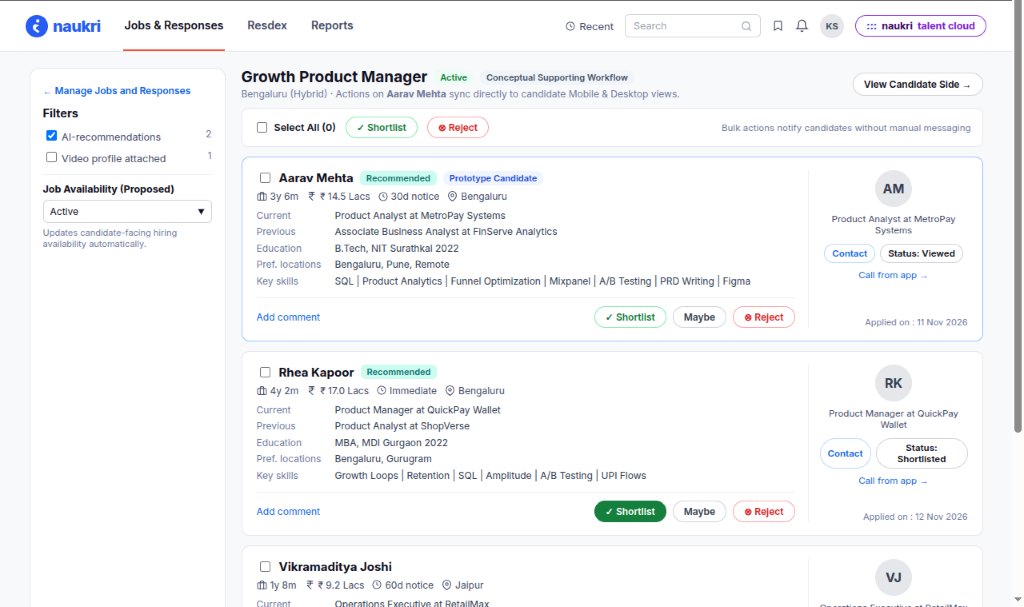 naukri Jobs & Responses Resdex Reports Recent Search KS naukri talent cloud
← Manage Jobs and Responses
Filters
AI-recommendations 2
Video profile attached 1
Job Availability (Proposed)
Active
Updates candidate-facing hiring
availability automatically.
Growth Product Manager Active Conceptual Supporting Workflow
Bengaluru (Hybrid) · Actions on Aarav Mehta sync directly to candidate Mobile & Desktop views.
View Candidate Side →
Select All (0) ✓ Shortlist ⊗ Reject Bulk actions notify candidates without manual messaging
Aarav Mehta Recommended Prototype Candidate
3y 6m ₹ ₹ 14.5 Lacs 30d notice Bengaluru
Current Product Analyst at MetroPay Systems
Previous Associate Business Analyst at FinServe Analytics
Education B.Tech, NIT Surathkal 2022
Pref. locations Bengaluru, Pune, Remote
Key skills SQL | Product Analytics | Funnel Optimization | Mixpanel | A/B Testing | PRD Writing | Figma
Add comment ✓ Shortlist Maybe ⊗ Reject
AM
Product Analyst at MetroPay
Systems
Contact Status: Viewed
Call from app →
Applied on : 11 Nov 2026
Rhea Kapoor Recommended
4y 2m ₹ ₹ 17.0 Lacs Immediate Bengaluru
Current Product Manager at QuickPay Wallet
Previous Product Analyst at ShopVerse
Education MBA, MDI Gurgaon 2022
Pref. locations Bengaluru, Gurugram
Key skills Growth Loops | Retention | SQL | Amplitude | A/B Testing | UPI Flows
Add comment ✓ Shortlist Maybe ⊗ Reject
RK
Product Manager at QuickPay
Wallet
Contact Status:
Shortlisted
Call from app →
Applied on : 12 Nov 2026
Vikramaditya Joshi
1y 8m ₹ ₹ 9.2 Lacs 60d notice Jaipur
Current Operations Executive at RetailMax
VJ
Operations Executive at RetailMax